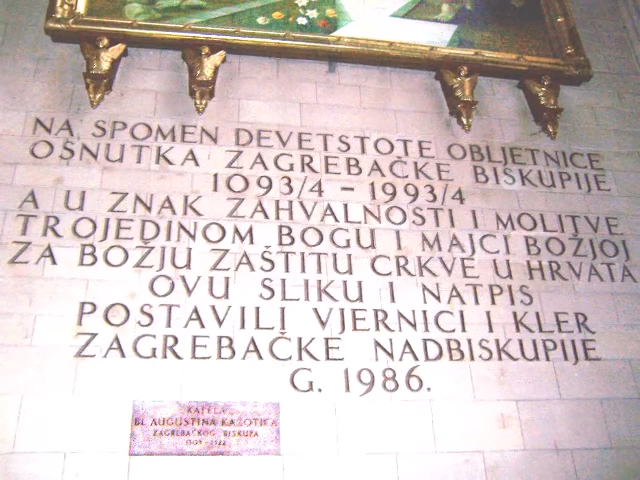 NA SPOMEN DEVETSTOTE OBLJETNICE
OSNUTKA ZAGREBAČKE BISKUPIJE
1093/4 - 1993/4
A U ZNAK ZAHVALNOSTI I MOLITVE
TROJEDINOM BOGU I MAJCI BOŽJOJ
ZA BOŽJU ZAŠTITU CRKVE U HRVATA
OVU SLIKU I NATPIS
POSTAVILI VJERNICI I KLER
ZAGREBAČKE NADBISKUPIJE
G. 1986.
KAPELA
BL. AUGUSTINA KAŽOTIĆA
ZAGREBAČKOG BISKUPA